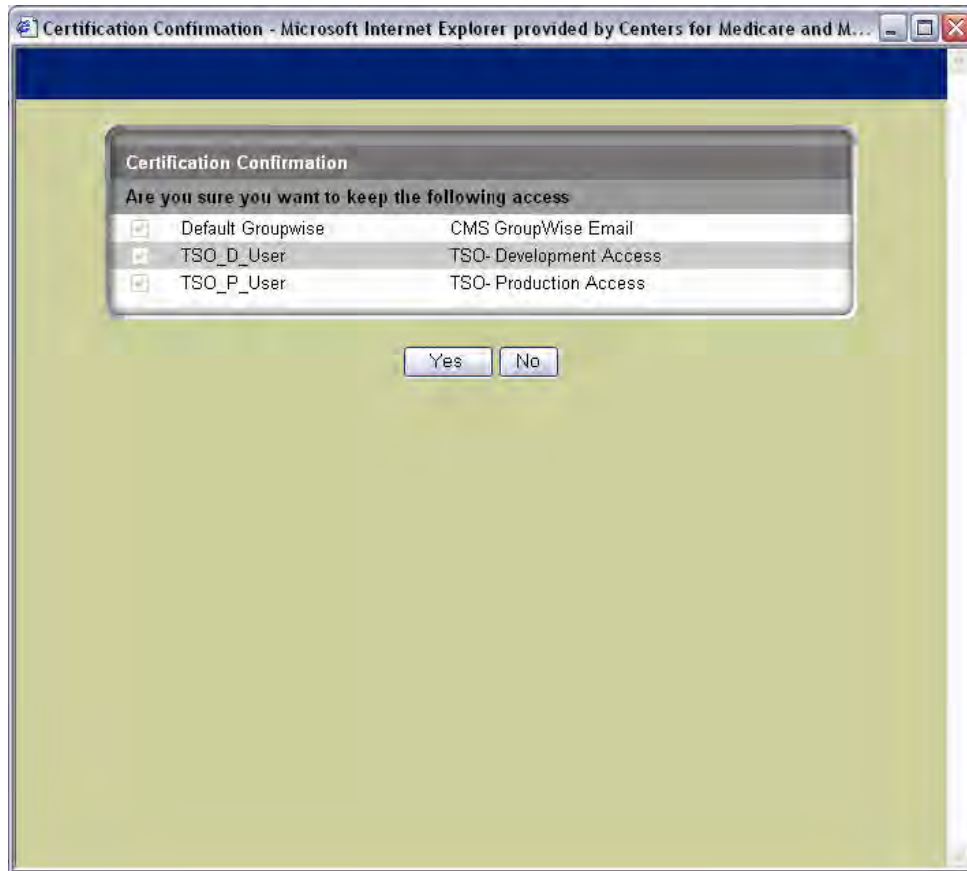 Certification Confirmation - Microsoft Internet Explorer provided by Centers for Medicare and M...
Certification Confirmation
Are you sure you want to keep the following access
Default Groupwise CMS GroupWise Email
TSO_D_User TSO- Development Access
TSO_P_User TSO- Production Access
Yes No